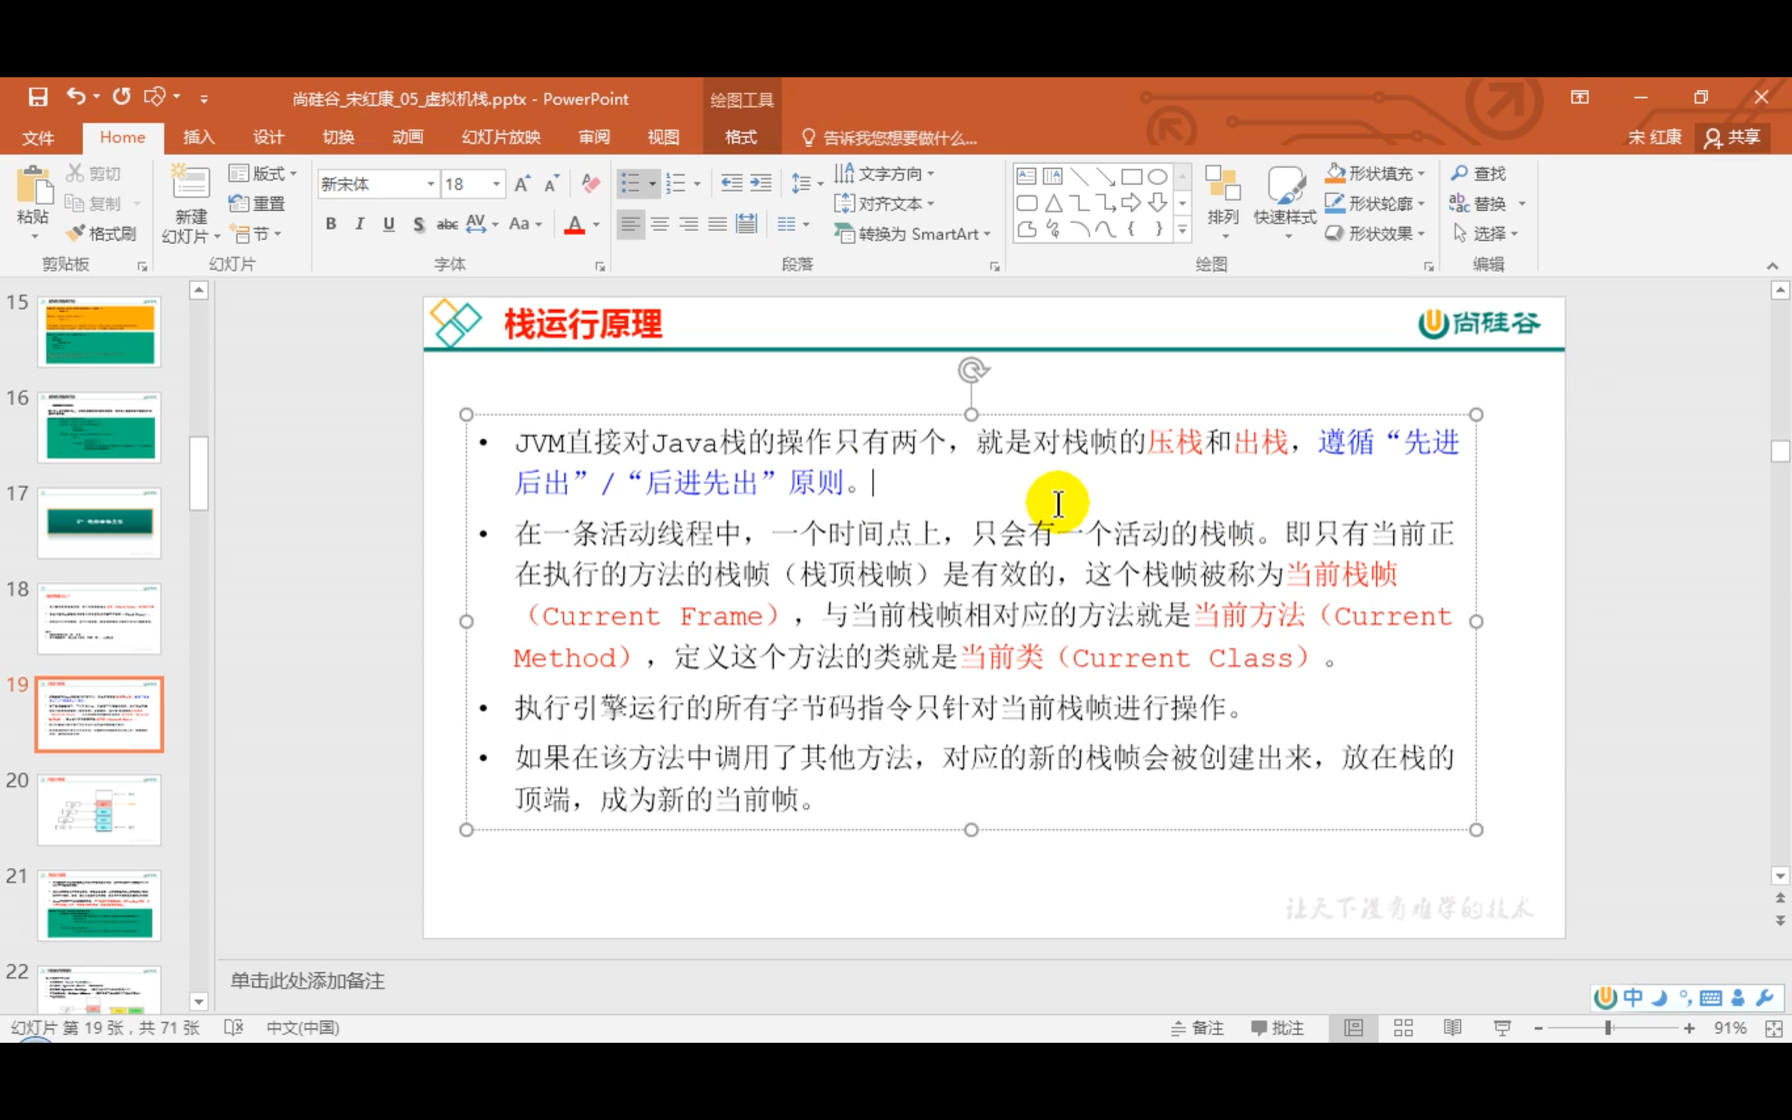 尚硅谷_宋红康_05_虚拟机栈.pptx - PowerPoint
绘图工具
文件
Home
插入
设计
切换
动画
幻灯片放映
审阅
视图
格式
告诉我您想要做什么...
宋 红康
共享
粘贴
剪切
复制
格式刷
剪贴板
新建
幻灯片
版式
重置
节
幻灯片
新宋体
18
B I U S abc AV Aa A
字体
文字方向
对齐文本
转换为 SmartArt
段落
排列
快速样式
形状填充
形状轮廓
形状效果
绘图
查找
替换
选择
编辑
15
16
17
18
19
20
21
22
栈运行原理
尚硅谷
• JVM直接对Java栈的操作只有两个，就是对栈帧的压栈和出栈，遵循“先进
后出”/“后进先出”原则。
• 在一条活动线程中，一个时间点上，只会有一个活动的栈帧。即只有当前正
在执行的方法的栈帧（栈顶栈帧）是有效的，这个栈帧被称为当前栈帧
（Current Frame），与当前栈帧相对应的方法就是当前方法（Current
Method），定义这个方法的类就是当前类（Current Class）。
• 执行引擎运行的所有字节码指令只针对当前栈帧进行操作。
• 如果在该方法中调用了其他方法，对应的新的栈帧会被创建出来，放在栈的
顶端，成为新的当前帧。
让天下没有难学的技术
单击此处添加备注
中
幻灯片 第 19 张，共 71 张
中文(中国)
备注
批注
91%